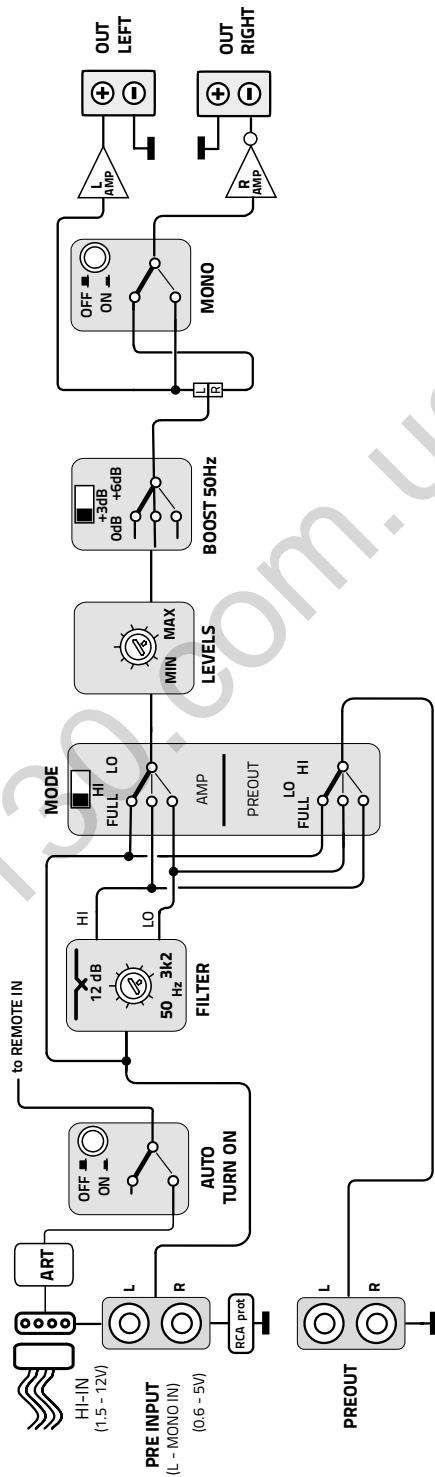 HI-IN
(1.5 - 12V)
ART
PRE INPUT
(L - MONO IN)
(0.6 - 5V)
L
R
RCA prot
PREOUT
L
R
to REMOTE IN
OFF
ON
AUTO
TURN ON
12 dB
50
Hz
3k2
FILTER
HI
LO
MODE
FULL
HI
LO
AMP
PREOUT
FULL
LO
HI
MIN
MAX
LEVELS
0dB
+3dB
+6dB
BOOST 50Hz
L
R
OFF
ON
MONO
L
AMP
R
AMP
OUT
LEFT
OUT
RIGHT
130.com.u